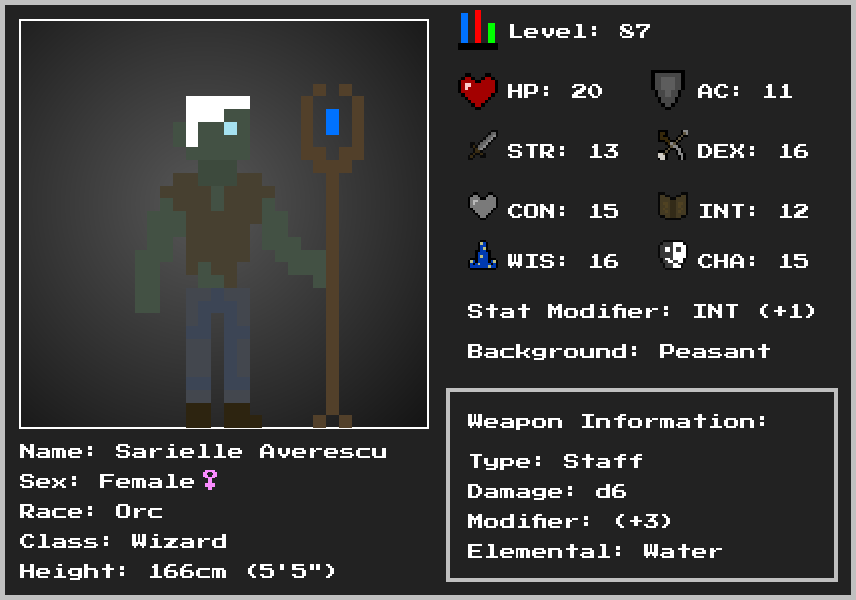 Level: 87
HP: 20 AC: 11
STR: 13 DEX: 16
CON: 15 INT: 12
WIS: 16 CHA: 15
Stat Modifier: INT (+1)
Background: Peasant
Weapon Information:
Type: Staff
Damage: d6
Modifier: (+3)
Elemental: Water
Name: Sarielle Averescu
Sex: Female♀
Race: Orc
Class: Wizard
Height: 166cm (5'5")